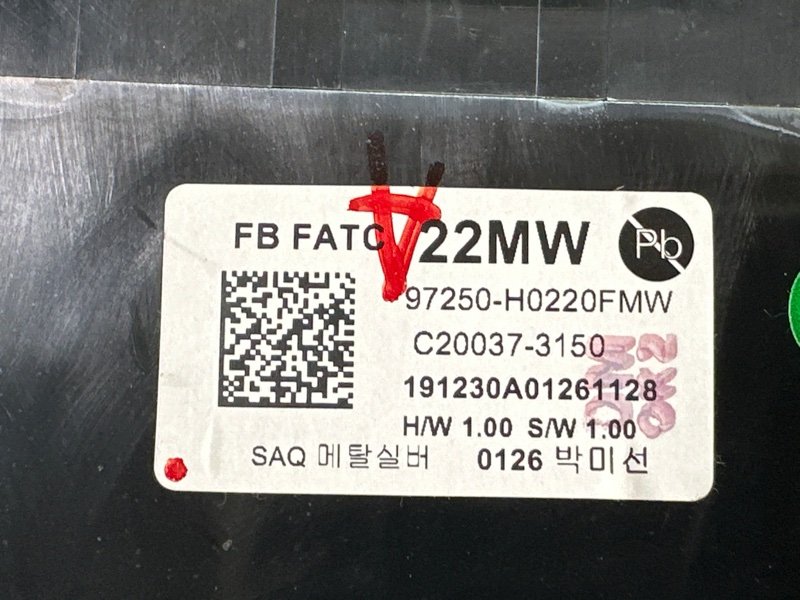 FB FATC 22MW Pb
97250-H0220FMW
C20037-3150
191230A01261128
H/W 1.00 S/W 1.00
SAQ 메탈실버 0126 박미선